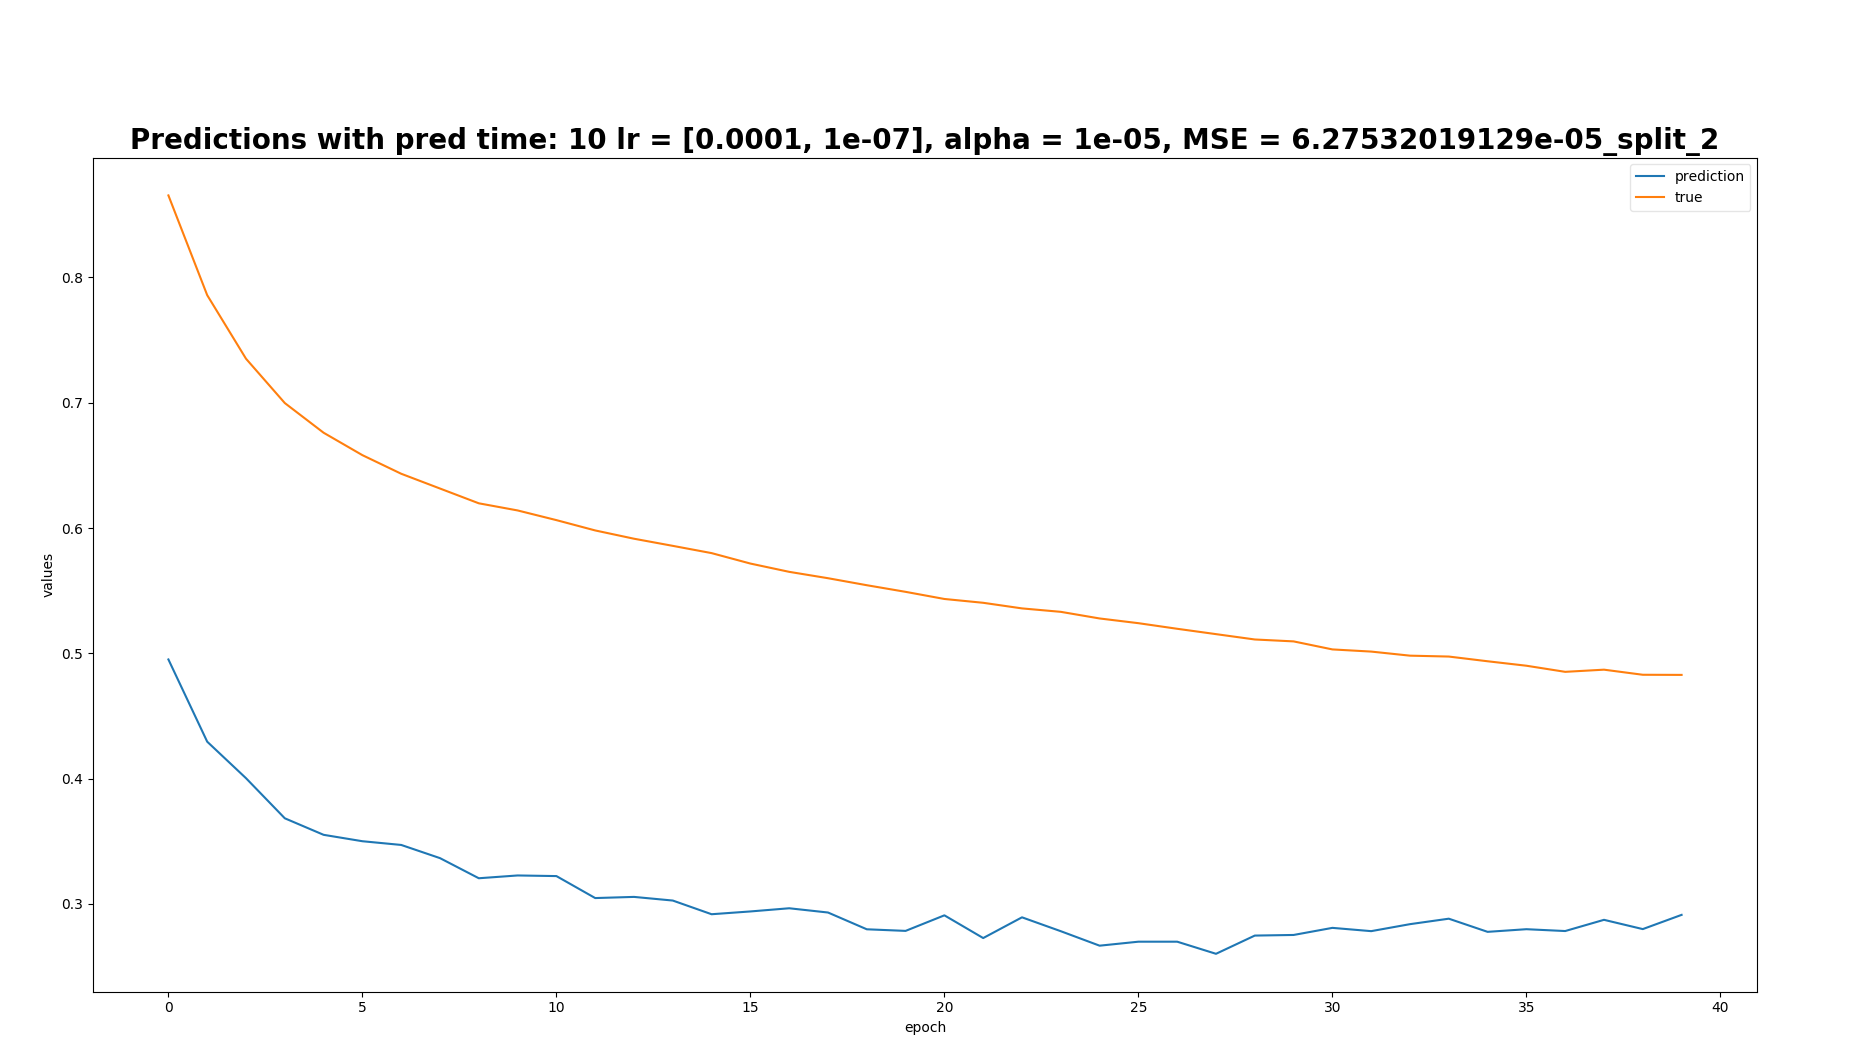 Predictions with pred time: 10 lr = [0.0001, 1e-07], alpha = 1e-05, MSE = 6.27532019129e-05_split_2
prediction
true
0.8
0.7
0.6
0.5
0.4
0.3
values
0 5 10 15 20 25 30 35 40
epoch